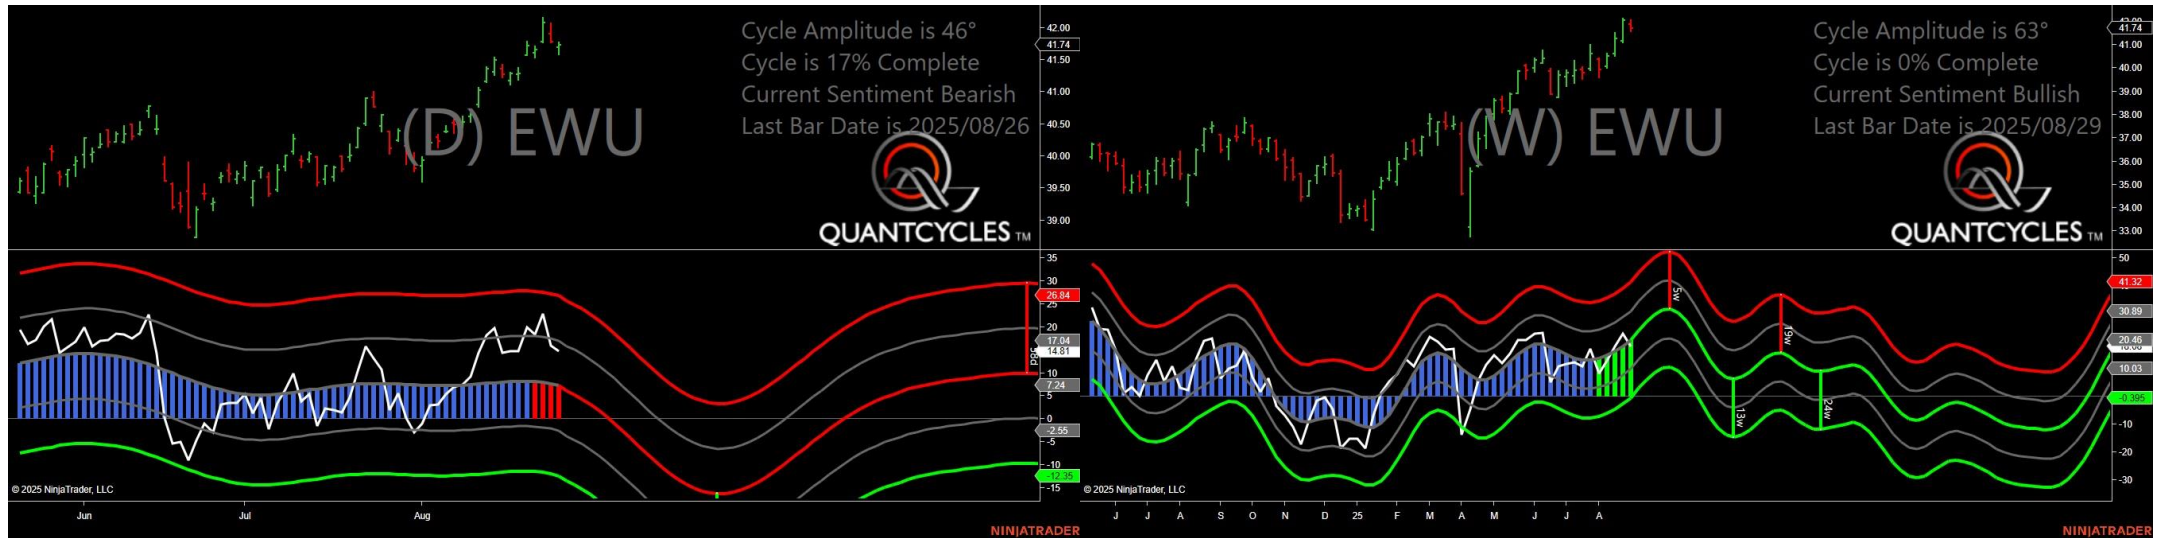 Cycle Amplitude is 46°
Cycle is 17% Complete
Current Sentiment Bearish
Last Bar Date is 2025/08/26
(D) EWU
QUANTCYCLES TM
42.00
41.74
41.50
41.00
40.50
40.00
39.50
39.00
35
30
26.84
25
20
17.04
14.81
98d
10
7.24
5
0
-2.55
-5
-10
-12.35
-15
© 2025 NinjaTrader, LLC
Jun Jul Aug
NINJATRADER
Cycle Amplitude is 63°
Cycle is 0% Complete
Current Sentiment Bullish
Last Bar Date is 2025/08/29
(W) EWU
QUANTCYCLES TM
42.00
41.74
41.00
40.00
38.00
37.00
36.00
35.00
34.00
33.00
50
41.32
30.89
20.46
10.03
-0.395
-10
-20
-30
5w
19w
13w
24w
© 2025 NinjaTrader, LLC
J J A S O N D 25 F M A M J J A
NINJATRADER